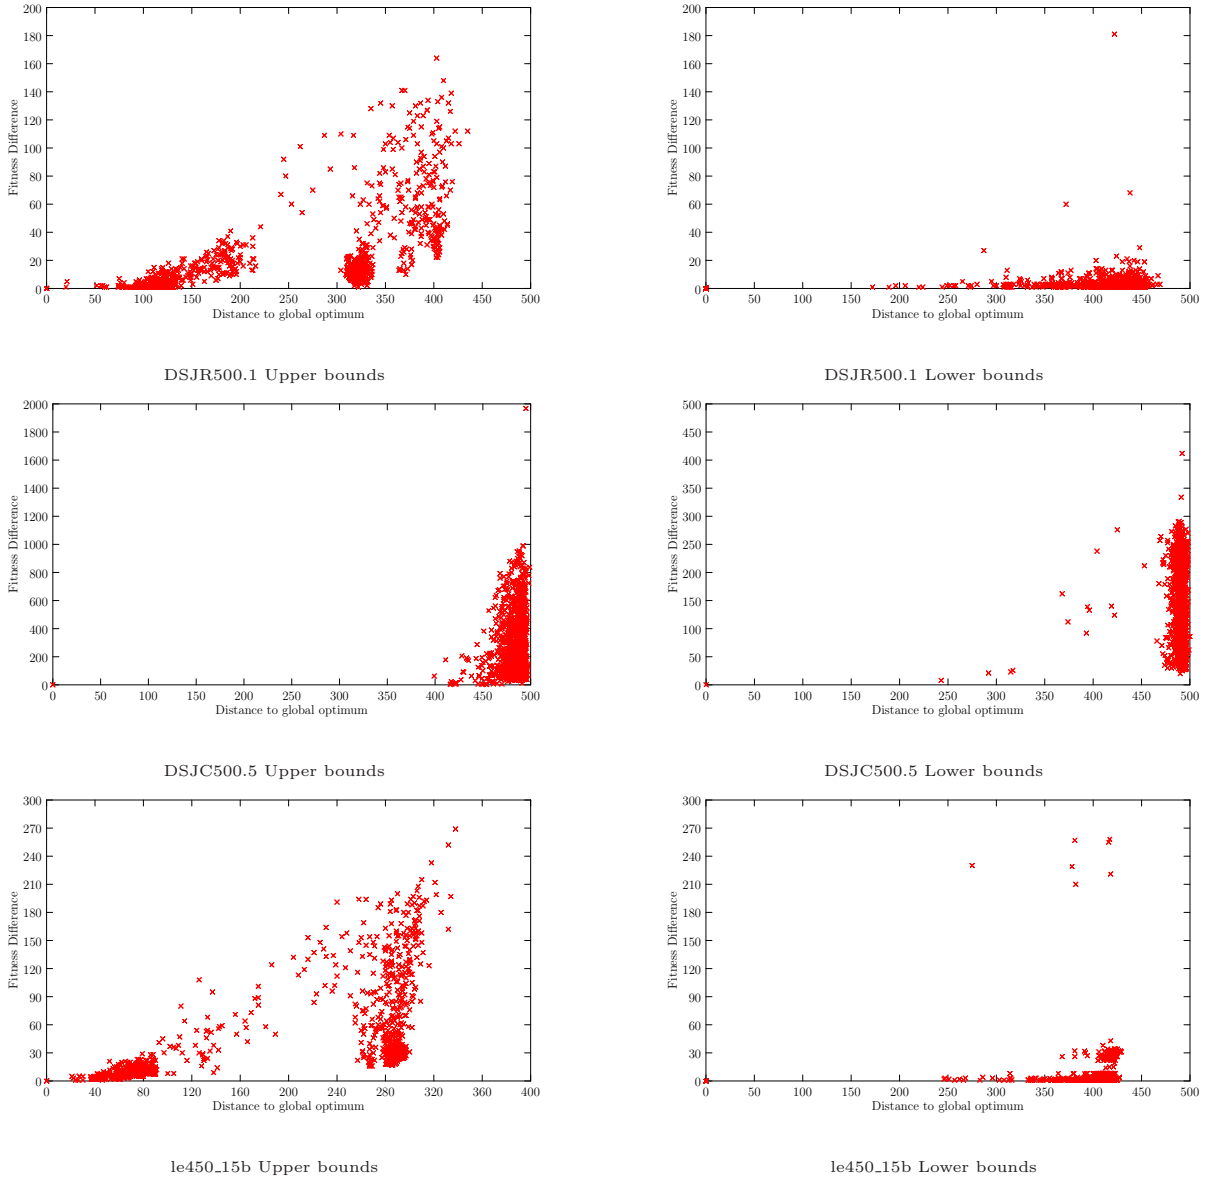 200
180
160
140
120
100
80
60
40
20
0
Fitness Difference
0 50 100 150 200 250 300 350 400 450 500
Distance to global optimum
DSJR500.1 Upper bounds
200
180
160
140
120
100
80
60
40
20
0
Fitness Difference
0 50 100 150 200 250 300 350 400 450 500
Distance to global optimum
DSJR500.1 Lower bounds
2000
1800
1600
1400
1200
1000
800
600
400
200
0
Fitness Difference
0 50 100 150 200 250 300 350 400 450 500
Distance to global optimum
DSJC500.5 Upper bounds
500
450
400
350
300
250
200
150
100
50
0
Fitness Difference
0 50 100 150 200 250 300 350 400 450 500
Distance to global optimum
DSJC500.5 Lower bounds
300
270
240
210
180
150
120
90
60
30
0
Fitness Difference
0 40 80 120 160 200 240 280 320 360 400
Distance to global optimum
le450_15b Upper bounds
300
270
240
210
180
150
120
90
60
30
0
Fitness Difference
0 50 100 150 200 250 300 350 400 450 500
Distance to global optimum
le450_15b Lower bounds